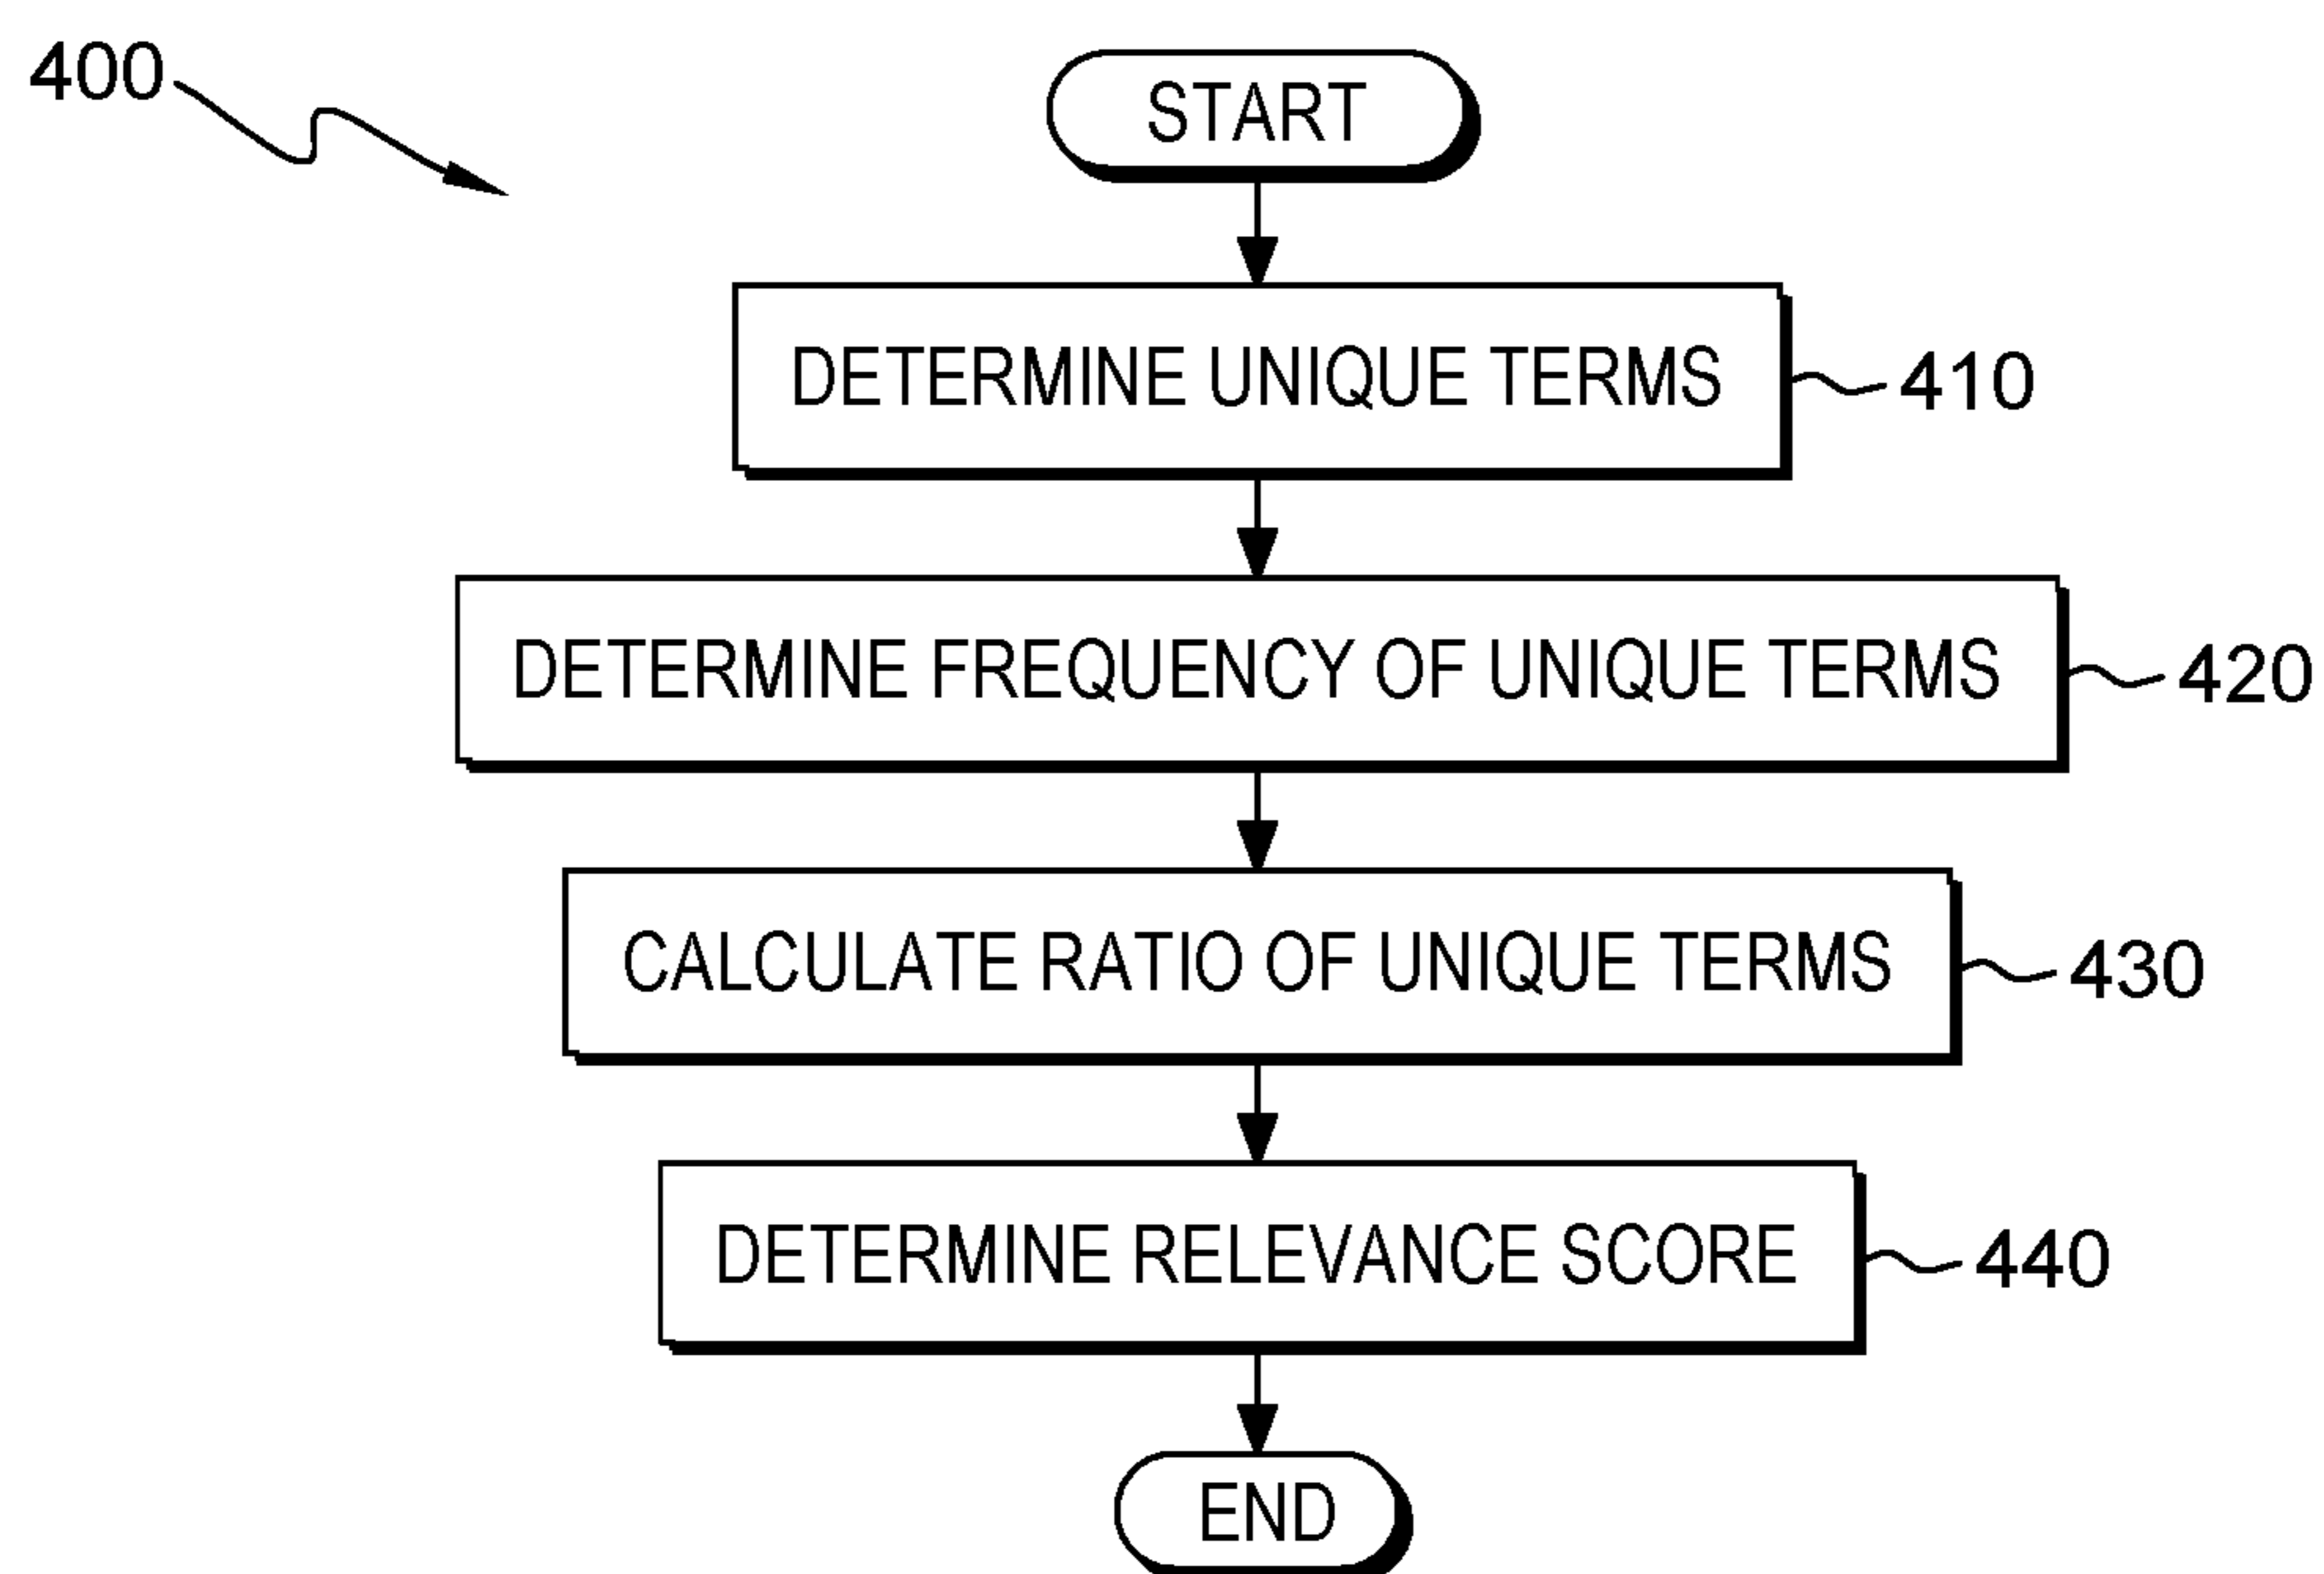 400
START
DETERMINE UNIQUE TERMS
410
DETERMINE FREQUENCY OF UNIQUE TERMS
420
CALCULATE RATIO OF UNIQUE TERMS
430
DETERMINE RELEVANCE SCORE
440
END